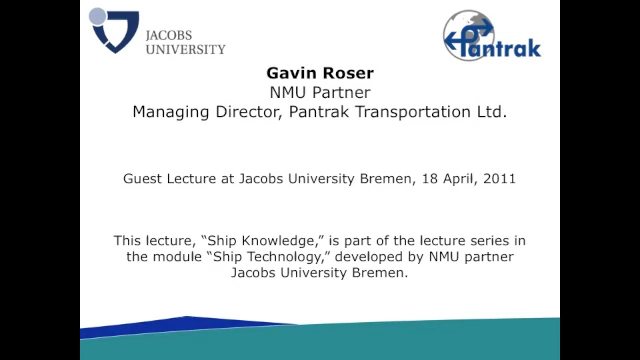 JACOBS
UNIVERSITY
Pantrak
Gavin Roser
NMU Partner
Managing Director, Pantrak Transportation Ltd.
Guest Lecture at Jacobs University Bremen, 18 April, 2011
This lecture, “Ship Knowledge,” is part of the lecture series in
the module “Ship Technology,” developed by NMU partner
Jacobs University Bremen.